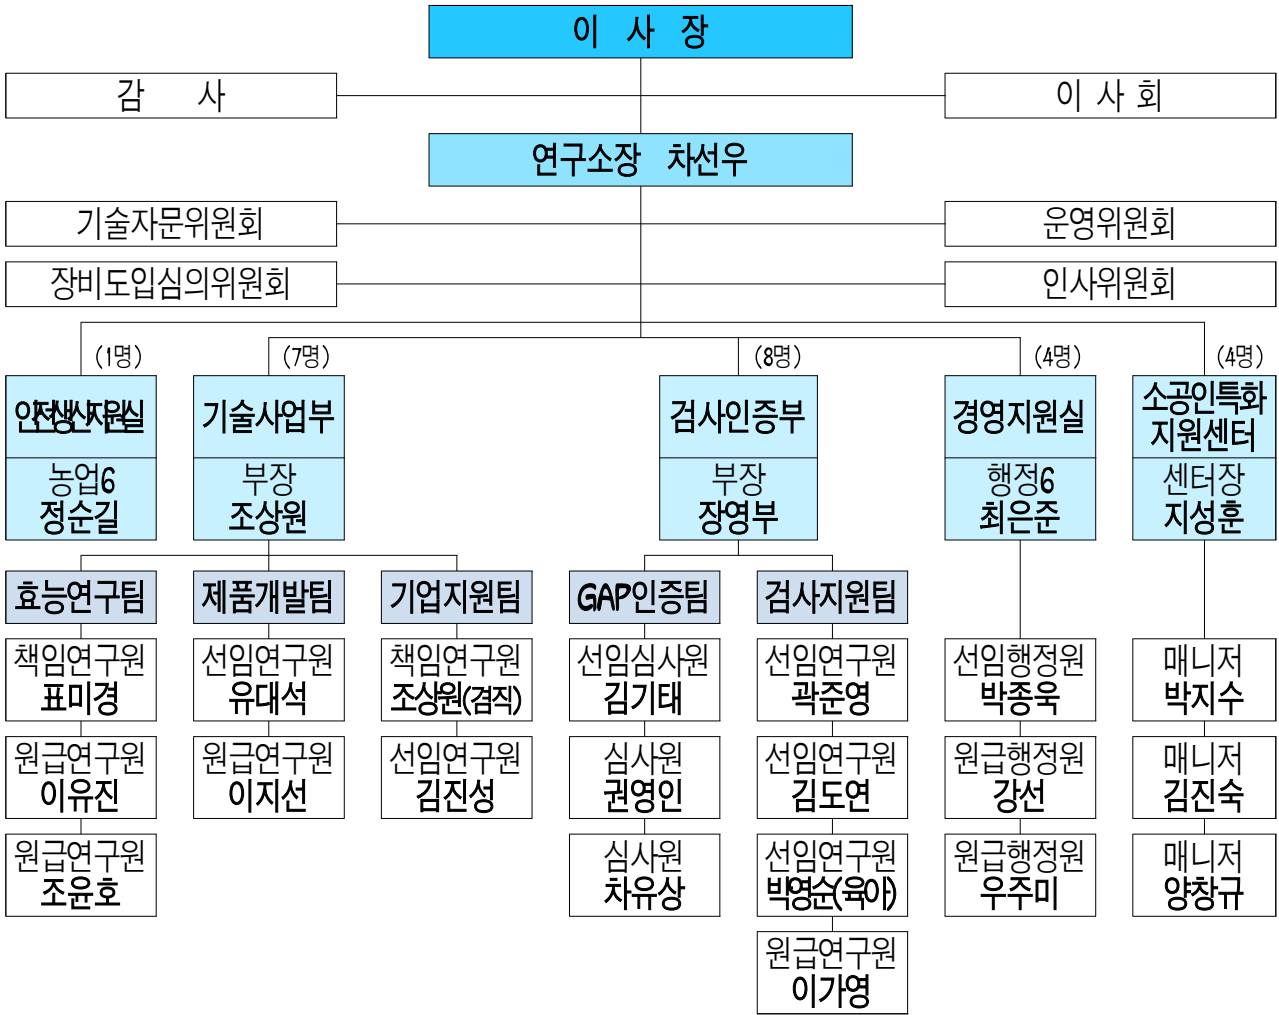 이 사 장
감 사
이 사 회
연구소장 차선우
기술자문위원회
운영위원회
장비도입심의위원회
인사위원회
(1명)
(7명)
(8명)
(4명)
(4명)
안전생산지원실
농업6
정순길
기술사업부
부장
조상원
검사인증부
부장
장영부
경영지원실
행정6
최은준
소공인특화
지원센터
센터장
지성훈
효능연구팀
책임연구원
표미경
원급연구원
이유진
원급연구원
조윤호
제품개발팀
선임연구원
유대석
원급연구원
이지선
기업지원팀
책임연구원
조상원(겸직)
선임연구원
김진성
GAP인증팀
선임심사원
김기태
심사원
권영인
심사원
차유상
검사지원팀
선임연구원
곽준영
선임연구원
김도연
선임연구원
박영순(육아)
원급연구원
이가영
선임행정원
박종욱
원급행정원
강선
원급행정원
우주미
매니저
박지수
매니저
김진숙
매니저
양창규